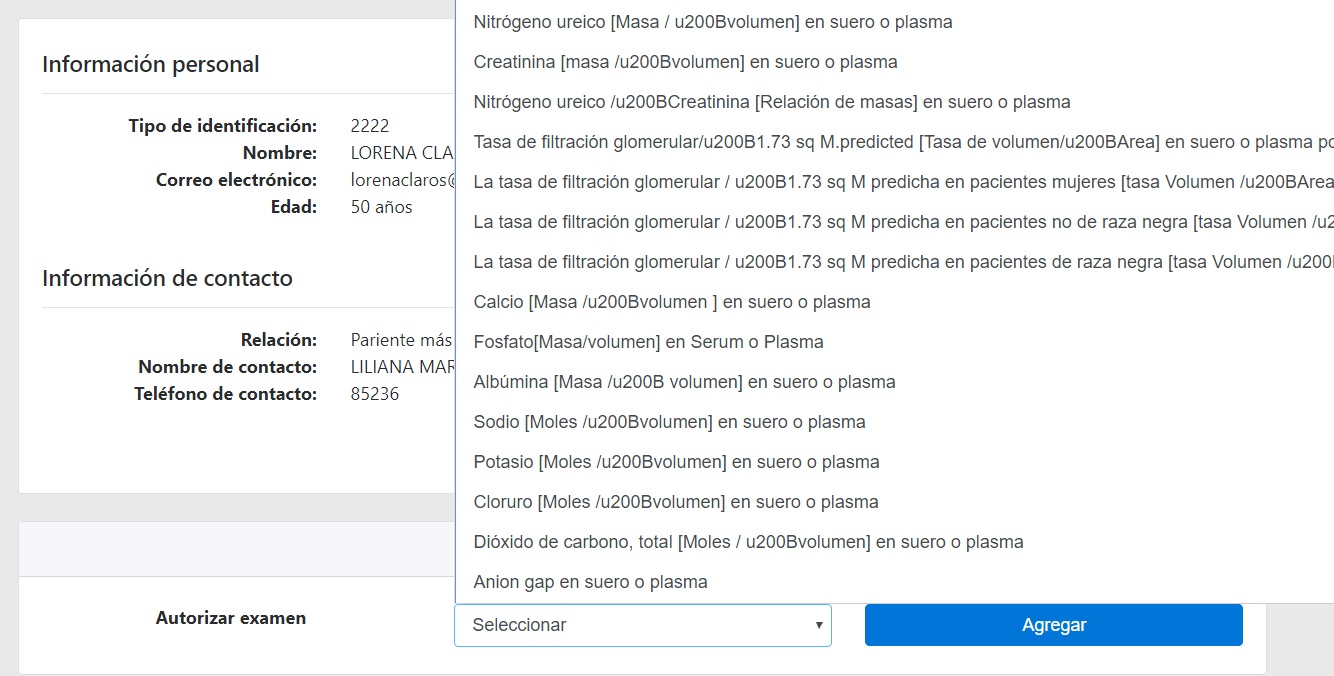 Información personal
Tipo de identificación: 2222
Nombre: LORENA CLA
Correo electrónico: lorenaclaros@
Edad: 50 años
Información de contacto
Relación: Pariente más
Nombre de contacto: LILIANA MAR
Teléfono de contacto: 85236
Nitrógeno ureico [Masa / u200Bvolumen] en suero o plasma
Creatinina [masa /u200Bvolumen] en suero o plasma
Nitrógeno ureico /u200BCreatinina [Relación de masas] en suero o plasma
Tasa de filtración glomerular/u200B1.73 sq M.predicted [Tasa de volumen/u200BArea] en suero o plasma po
La tasa de filtración glomerular / u200B1.73 sq M predicha en pacientes mujeres [tasa Volumen /u200BArea
La tasa de filtración glomerular / u200B1.73 sq M predicha en pacientes no de raza negra [tasa Volumen /u2
La tasa de filtración glomerular / u200B1.73 sq M predicha en pacientes de raza negra [tasa Volumen /u200
Calcio [Masa /u200Bvolumen ] en suero o plasma
Fosfato[Masa/volumen] en Serum o Plasma
Albúmina [Masa /u200B volumen] en suero o plasma
Sodio [Moles /u200Bvolumen] en suero o plasma
Potasio [Moles /u200Bvolumen] en suero o plasma
Cloruro [Moles /u200Bvolumen] en suero o plasma
Dióxido de carbono, total [Moles / u200Bvolumen] en suero o plasma
Anion gap en suero o plasma
Autorizar examen
Seleccionar
Agregar